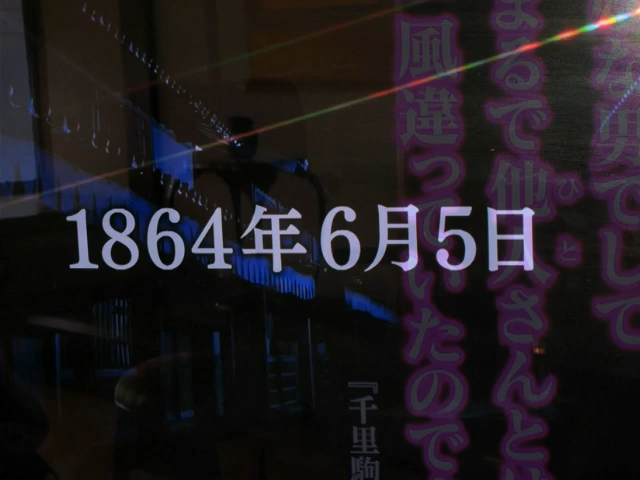 1864年6月5日
男でして
まるで他人さんと
ひと
風違っていたので
『千里駒